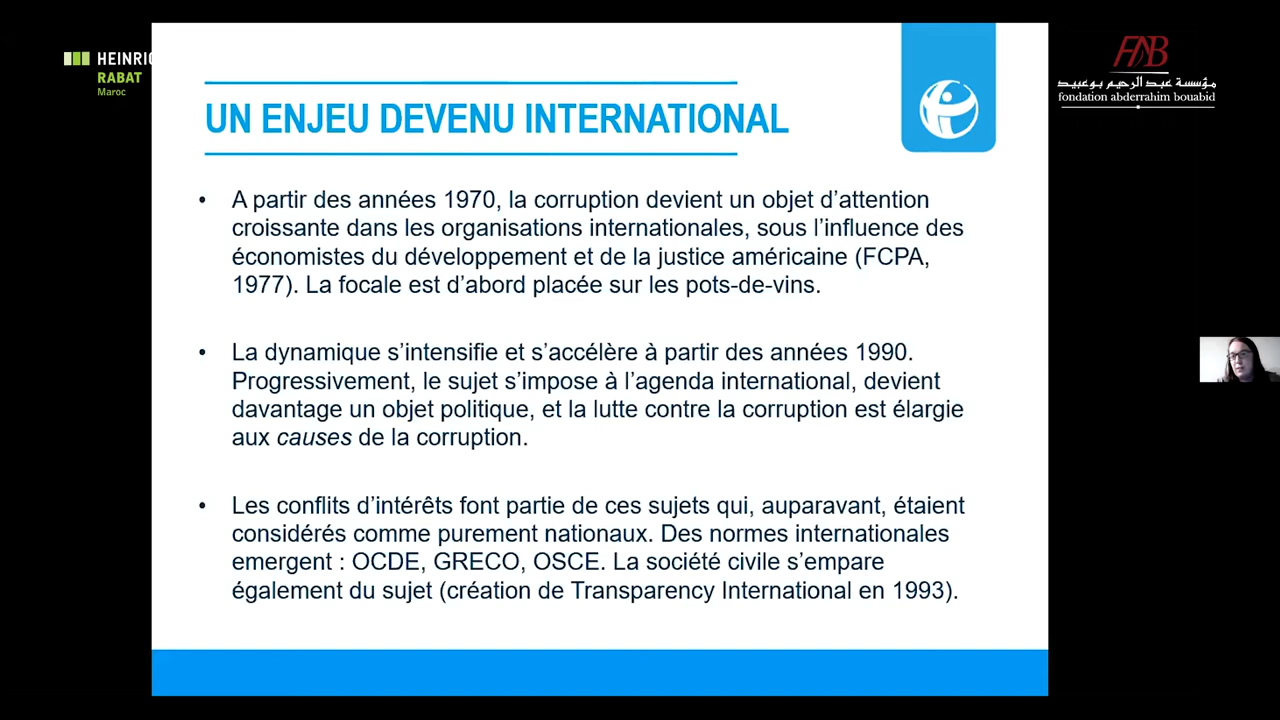 HEINRIC
RABAT
Maroc
FAB
مؤسسة عبد الرحيم بوعبيد
fondation abderrahim bouabid
UN ENJEU DEVENU INTERNATIONAL
• A partir des années 1970, la corruption devient un objet d’attention
croissante dans les organisations internationales, sous l’influence des
économistes du développement et de la justice américaine (FCPA,
1977). La focale est d’abord placée sur les pots-de-vins.
• La dynamique s’intensifie et s’accélère à partir des années 1990.
Progressivement, le sujet s’impose à l’agenda international, devient
davantage un objet politique, et la lutte contre la corruption est élargie
aux causes de la corruption.
• Les conflits d’intérêts font partie de ces sujets qui, auparavant, étaient
considérés comme purement nationaux. Des normes internationales
emergent : OCDE, GRECO, OSCE. La société civile s’empare
également du sujet (création de Transparency International en 1993).